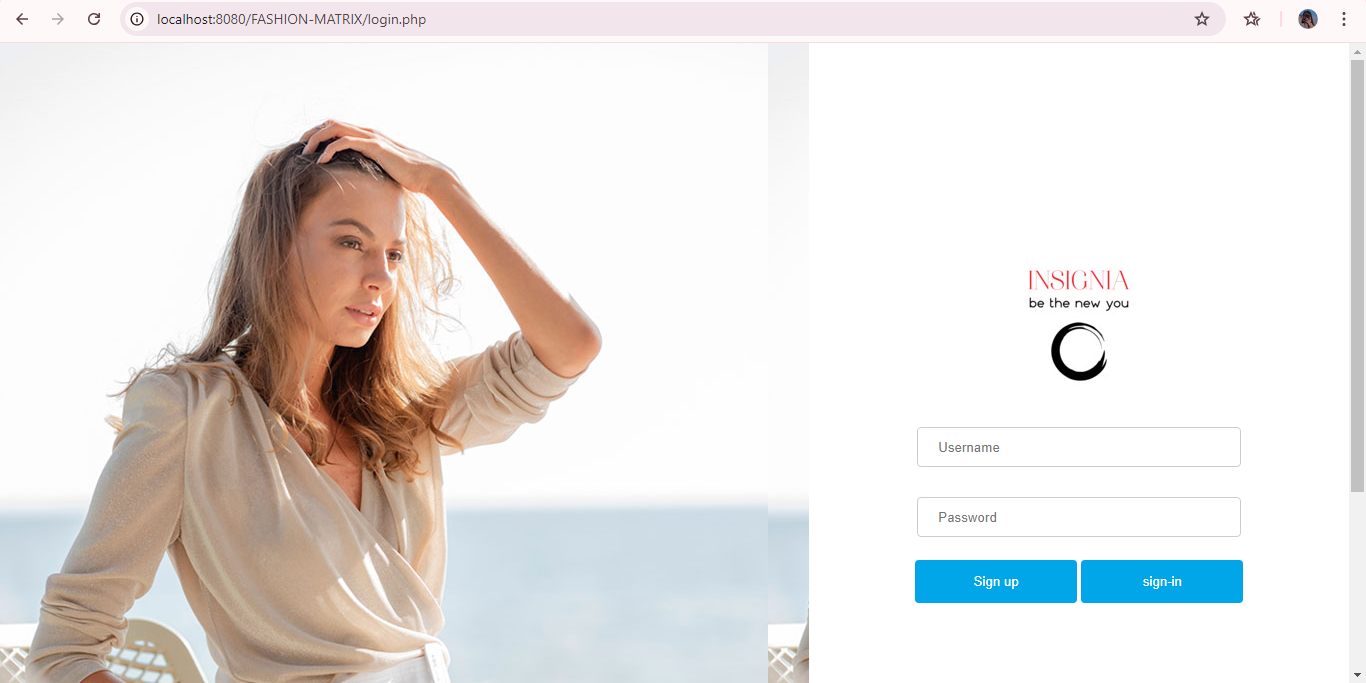 localhost:8080/FASHION-MATRIX/login.php
INSIGNIA
be the new you
Username
Password
Sign up
sign-in